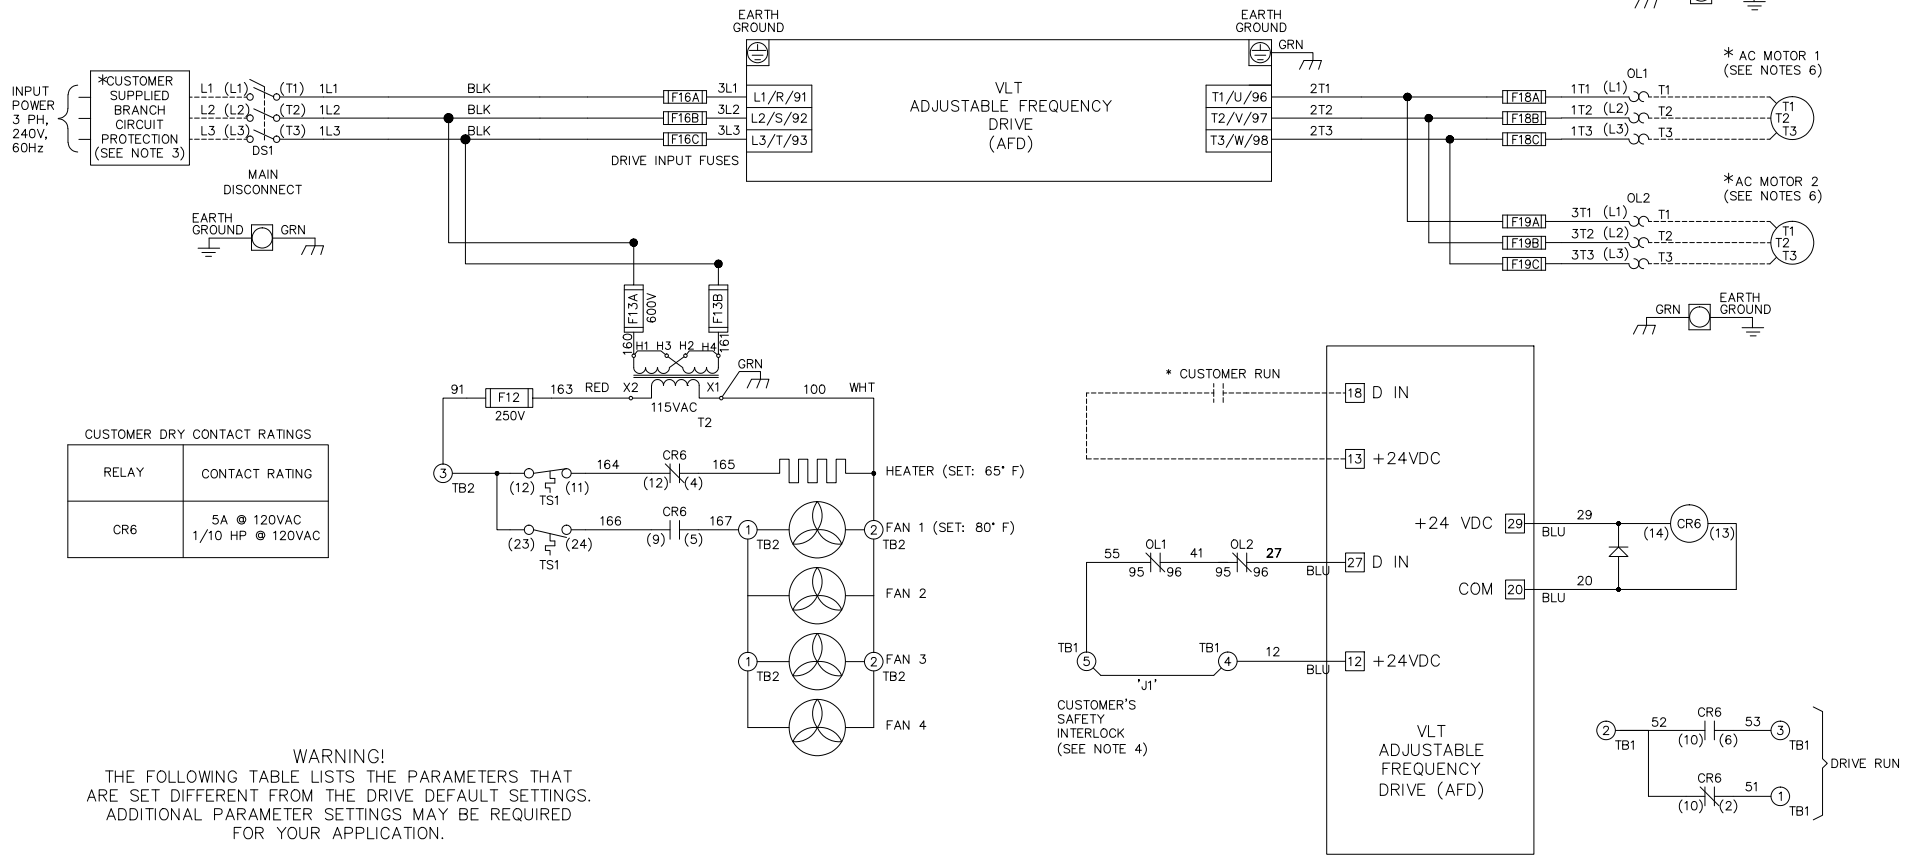 EARTH
GROUND
EARTH
GROUND
GRN
INPUT
POWER
3 PH,
240V,
60Hz
*CUSTOMER
SUPPLIED
BRANCH
CIRCUIT
PROTECTION
(SEE NOTE 3)
L1 (L1) (T1) 1L1 BLK F16A 3L1 L1/R/91
L2 (L2) (T2) 1L2 F16B 3L2 L2/S/92
L3 (L3) (T3) 1L3 BLK F16C 3L3 L3/T/93
DS1
MAIN
DISCONNECT
DRIVE INPUT FUSES
EARTH
GROUND
GRN
VLT
ADJUSTABLE FREQUENCY
DRIVE
(AFD)
T1/U/96 2T1
T2/V/97 2T2
T3/W/98 2T3
* AC MOTOR 1
(SEE NOTES 6)
OL1
F18A 1T1 (L1) T1
F18B 1T2 (L2) T2
F18C 1T3 (L3) T3
T1
T2
T3
*AC MOTOR 2
(SEE NOTES 6)
OL2
F19A 3T1 (L1) T1
F19B 3T2 (L2) T2
F19C 3T3 (L3) T3
T1
T2
T3
GRN
EARTH
GROUND
F13A
600V
F13B
160
161
H1 H3 H2 H4
GRN
91 F12 163 RED X2 X1 100 WHT
250V
115VAC
T2
CUSTOMER DRY CONTACT RATINGS
RELAY CONTACT RATING
CR6
5A @ 120VAC
1/10 HP @ 120VAC
3
TB2
(12) (11)
TS1
164
CR6
(12) (4)
165
HEATER (SET: 65° F)
(23) (24)
TS1
166
CR6
(9) (5)
167
1
TB2
2
TB2
FAN 1 (SET: 80° F)
FAN 2
1
TB2
2
TB2
FAN 3
FAN 4
* CUSTOMER RUN
18 D IN
13 +24VDC
+24 VDC 29
BLU
29
(14) CR6 (13)
COM 20
BLU
20
55 OL1 41 OL2 27
95 96 95 96 BLU
27 D IN
TB1
5
TB1
4
12
BLU
12 +24VDC
'J1'
CUSTOMER'S
SAFETY
INTERLOCK
(SEE NOTE 4)
VLT
ADJUSTABLE
FREQUENCY
DRIVE (AFD)
2
TB1
52
CR6
(10) (6)
53
3
TB1
CR6
(10) (2)
51
1
TB1
DRIVE RUN
WARNING!
THE FOLLOWING TABLE LISTS THE PARAMETERS THAT
ARE SET DIFFERENT FROM THE DRIVE DEFAULT SETTINGS.
ADDITIONAL PARAMETER SETTINGS MAY BE REQUIRED
FOR YOUR APPLICATION.